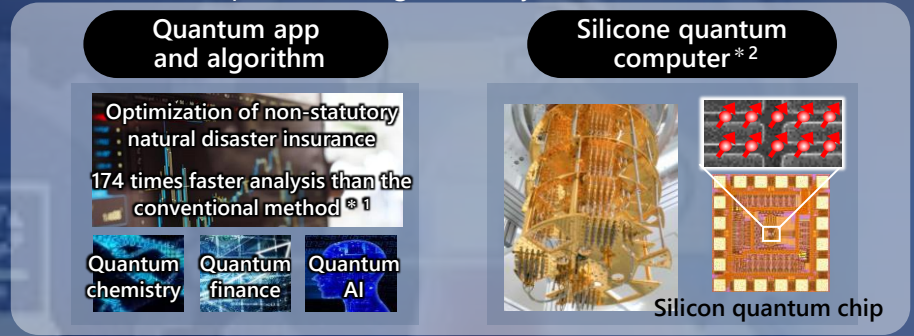 Quantum app
and algorithm
Optimization of non-statutory
natural disaster insurance
174 times faster analysis than the
conventional method *1
Quantum
chemistry
Quantum
finance
Quantum
AI
Silicone quantum
computer*2
Silicon quantum chip